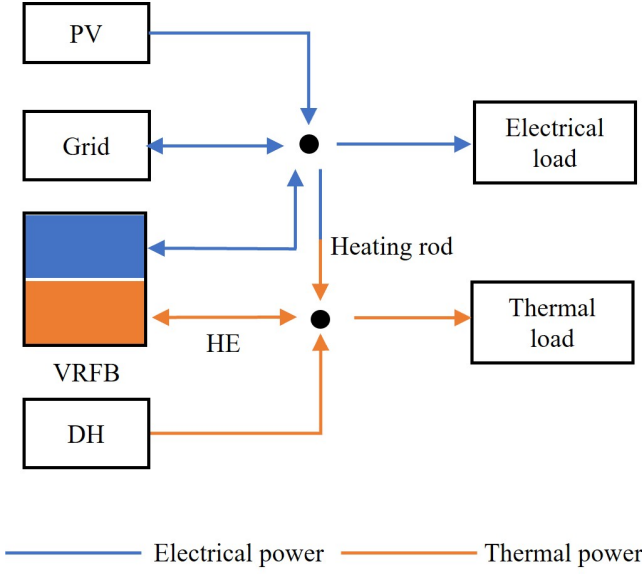 PV
Grid
Electrical
load
Heating rod
Thermal
load
HE
VRFB
DH
Electrical power
Thermal power